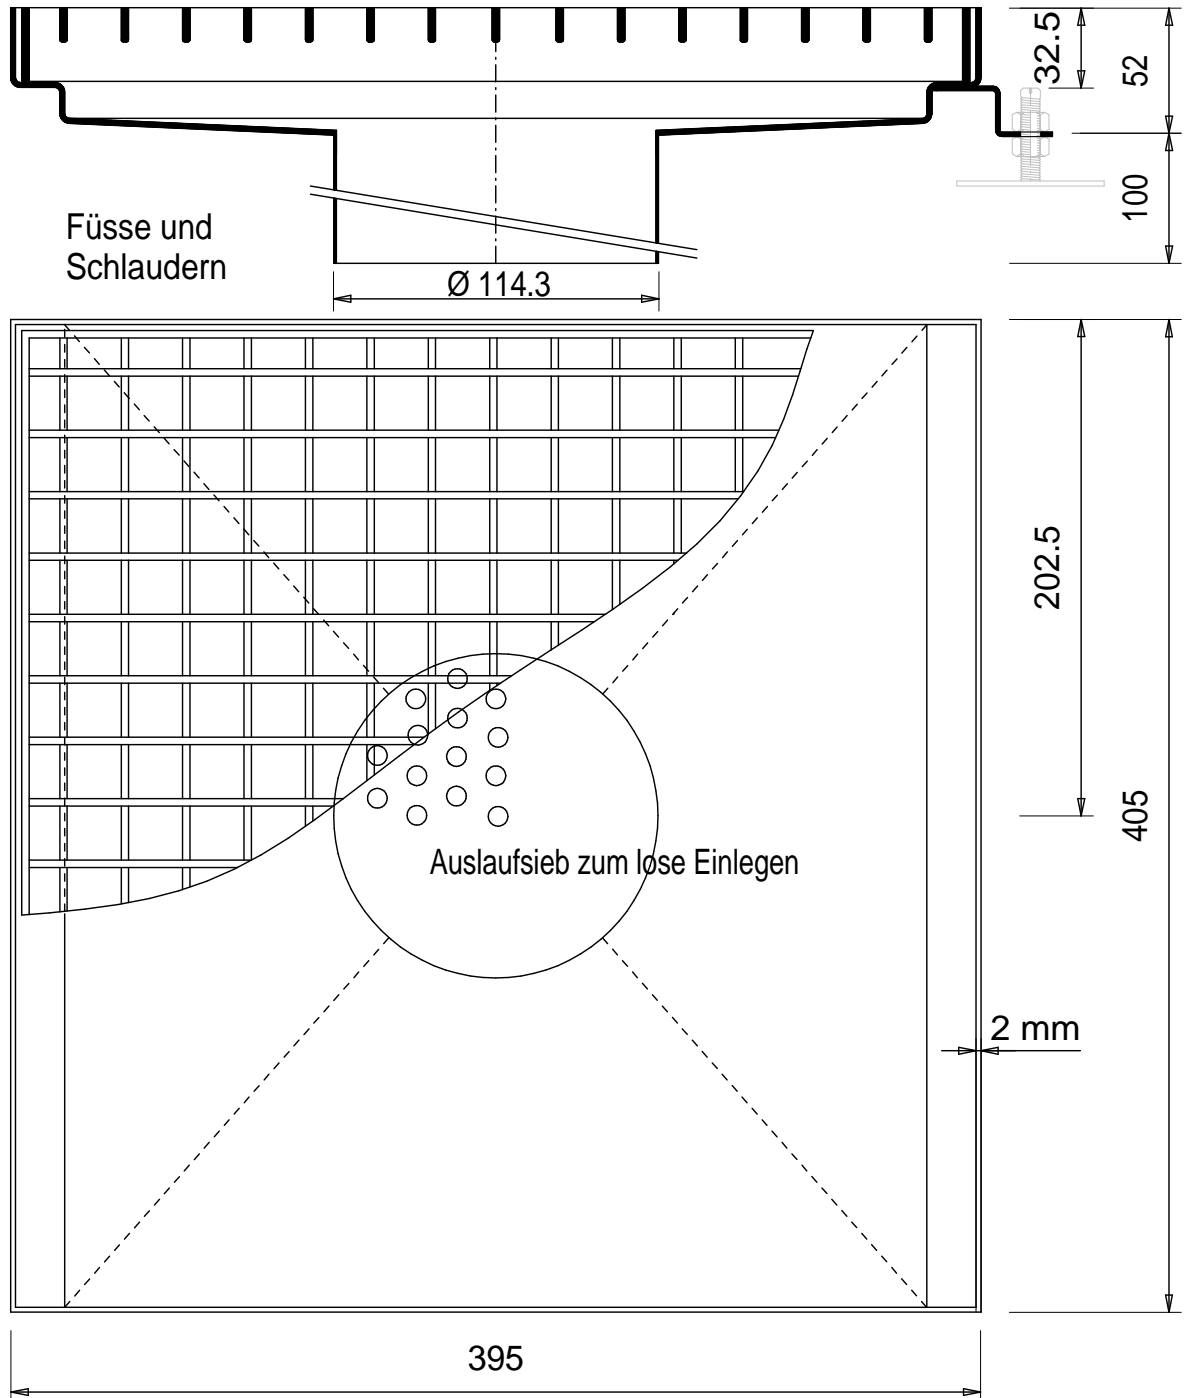 32.5
52
100
Füsse und
Schlaudern
Ø 114.3
202.5
405
Auslaufsieb zum lose Einlegen
2 mm
395